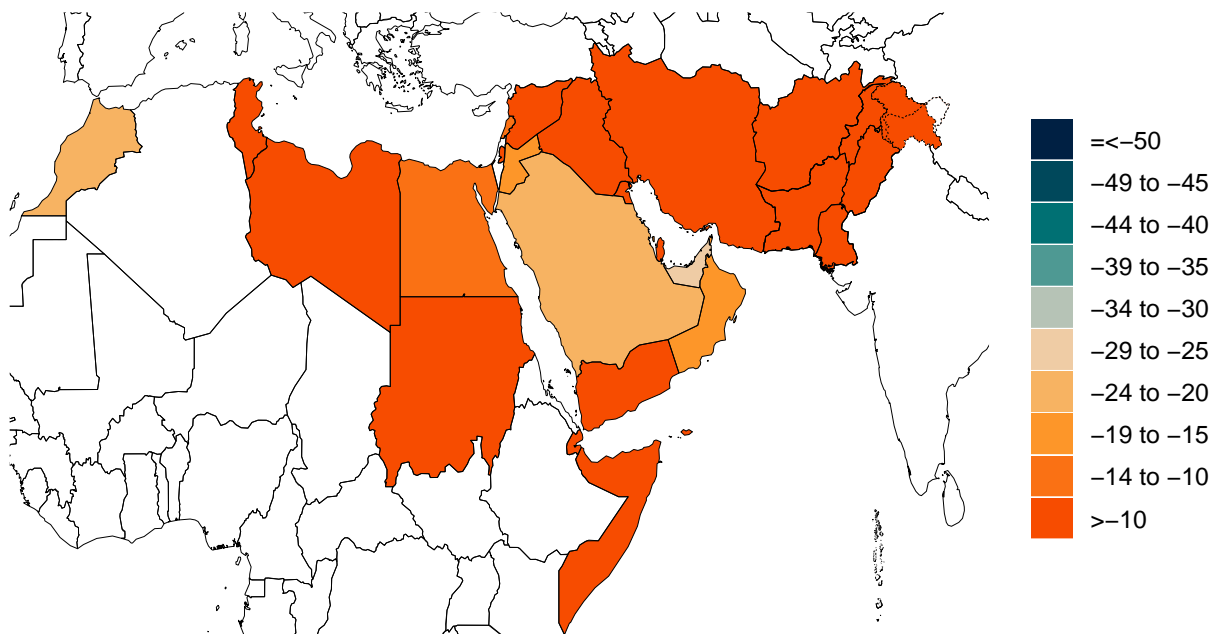 =<−50
−49 to −45
−44 to −40
−39 to −35
−34 to −30
−29 to −25
−24 to −20
−19 to −15
−14 to −10
>−10